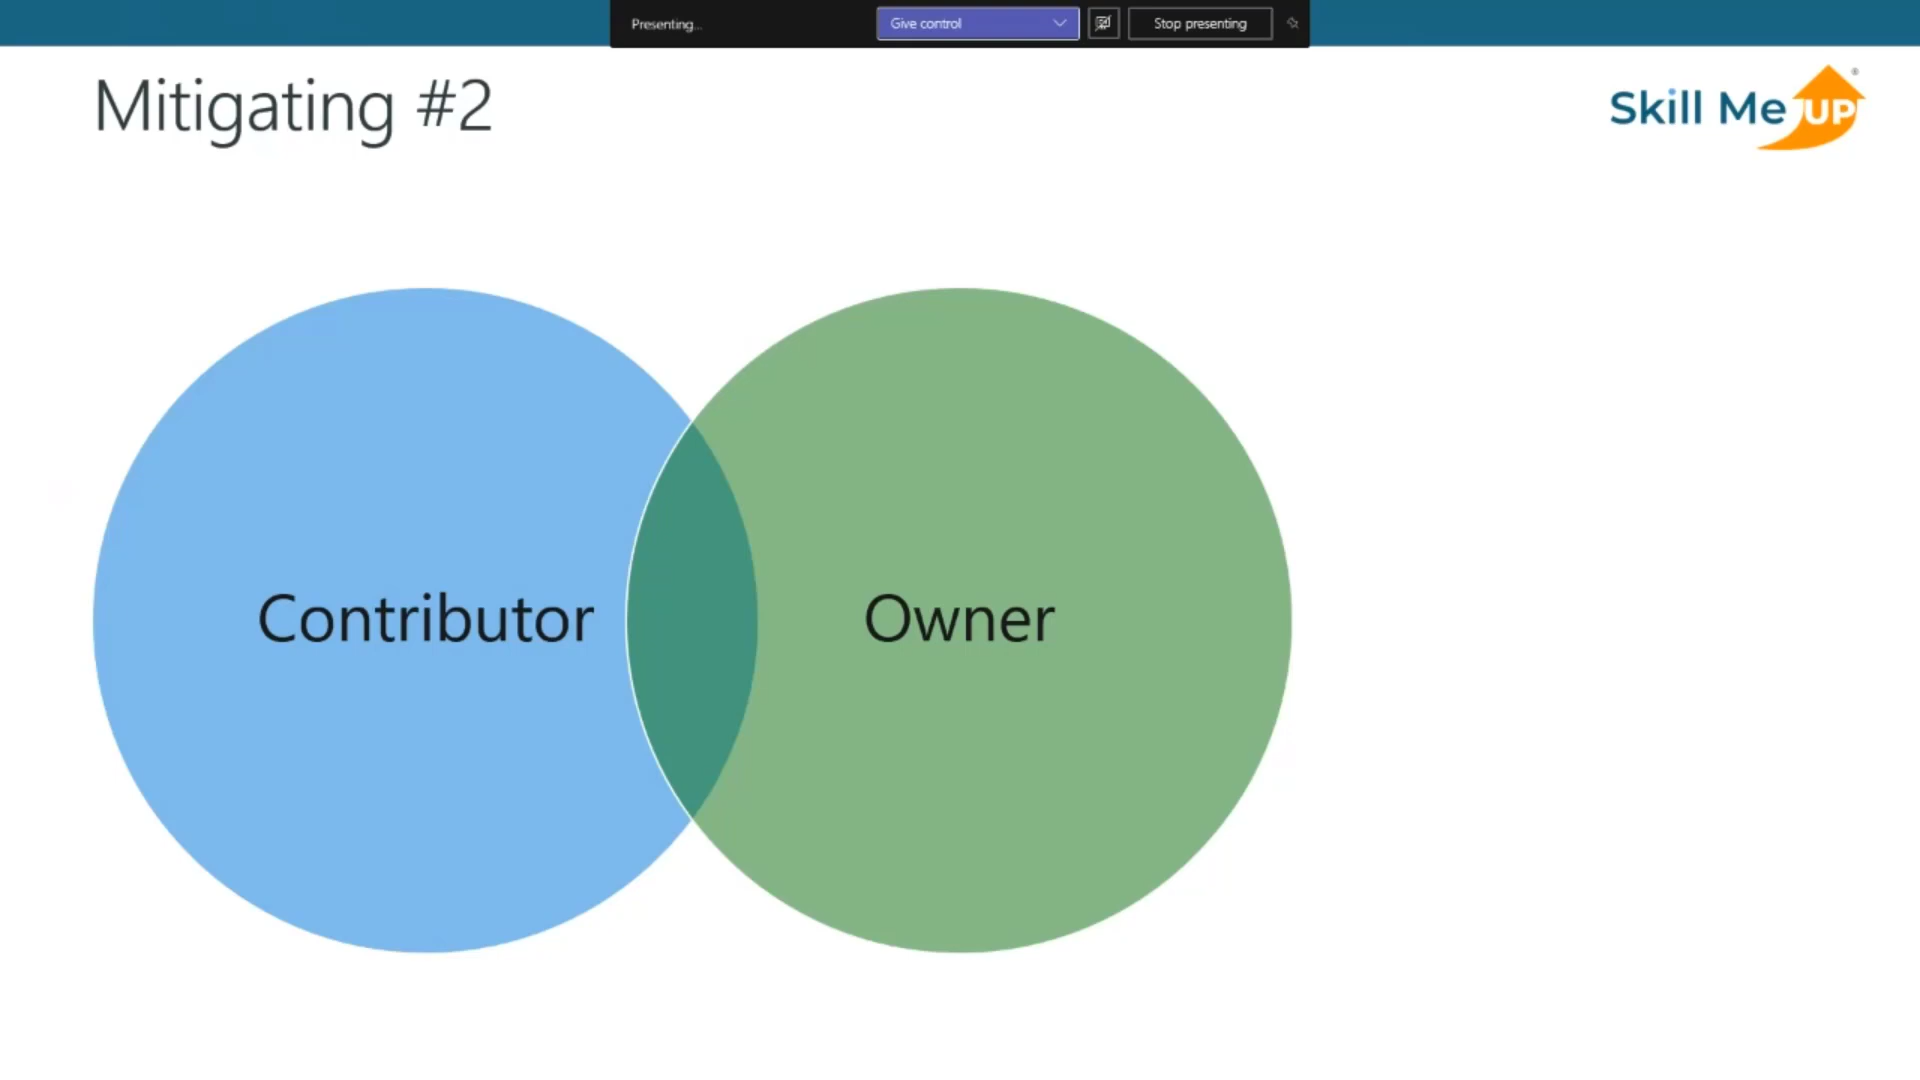 Presenting...
Give control
Stop presenting
Mitigating #2
Skill Me UP
®
Contributor
Owner